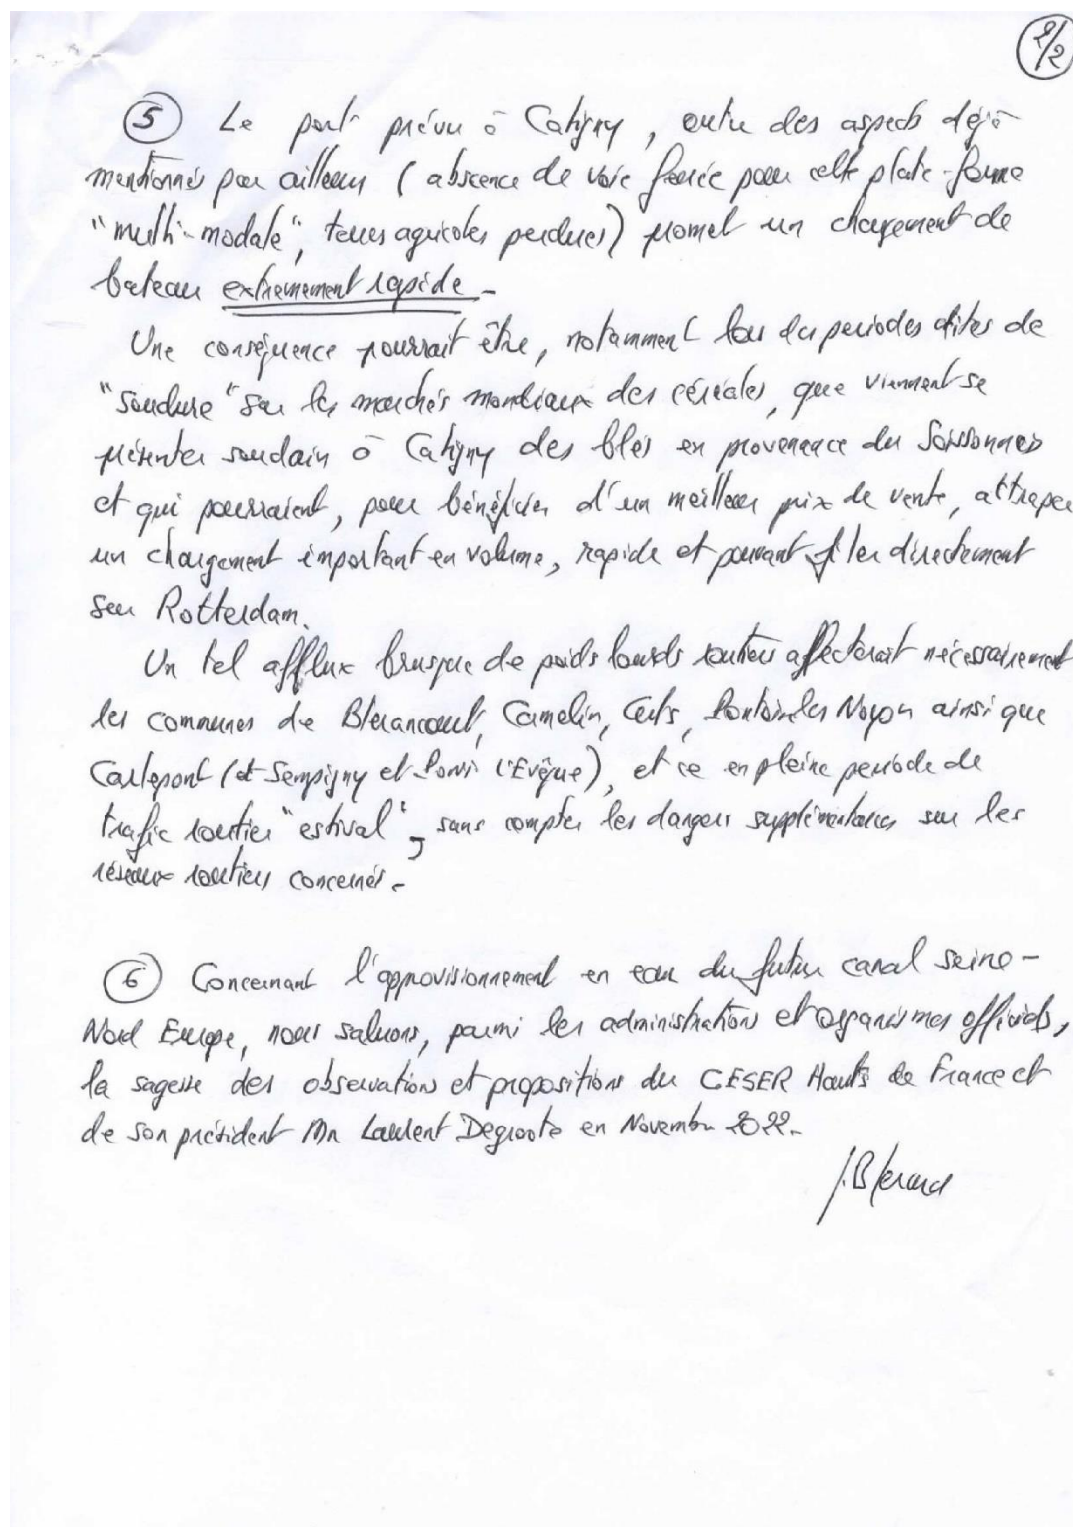 2/2
5 Le port prévu à Catigny, outre des aspects déjà
mentionnés par ailleurs (abscence de voie ferrée pour cette plate-forme
"multi-modale", terres agricoles perdues) promet un chargement de
bateau extrêmement rapide -
Une conséquence pourrait être, notamment lors des periodes dites de
"soudure" sur les marchés mondiaux des céréales, que viennent se
présenter soudain à Catigny des blés en provenance du Soissonnais
et qui pourraient, pour bénéficier d'un meilleur prix de vente, attraper
un chargement important en volume, rapide et pouvant filer directement
sur Rotterdam.
Un tel afflux brusque de poids lourds routiers affecterait nécessairement
les communes de Blérancourt, Camelin, Cuts, Pontoise les Noyon ainsi que
Carlepont (et Sempigny et Pont l'Evêque), et ce en pleine periode de
trafic routier "estival", sans compter les dangers supplémentaires sur les
réseaux routiers concernés -
6 Concernant l'approvisionnement en eau du futur canal seine-
Nord Europe, nous saluons, parmi les administrations et organismes officiels,
la sagesse des observations et propositions du CESER Hauts de France et
de son président Mr Laurent Degroote en Novembre 2022-